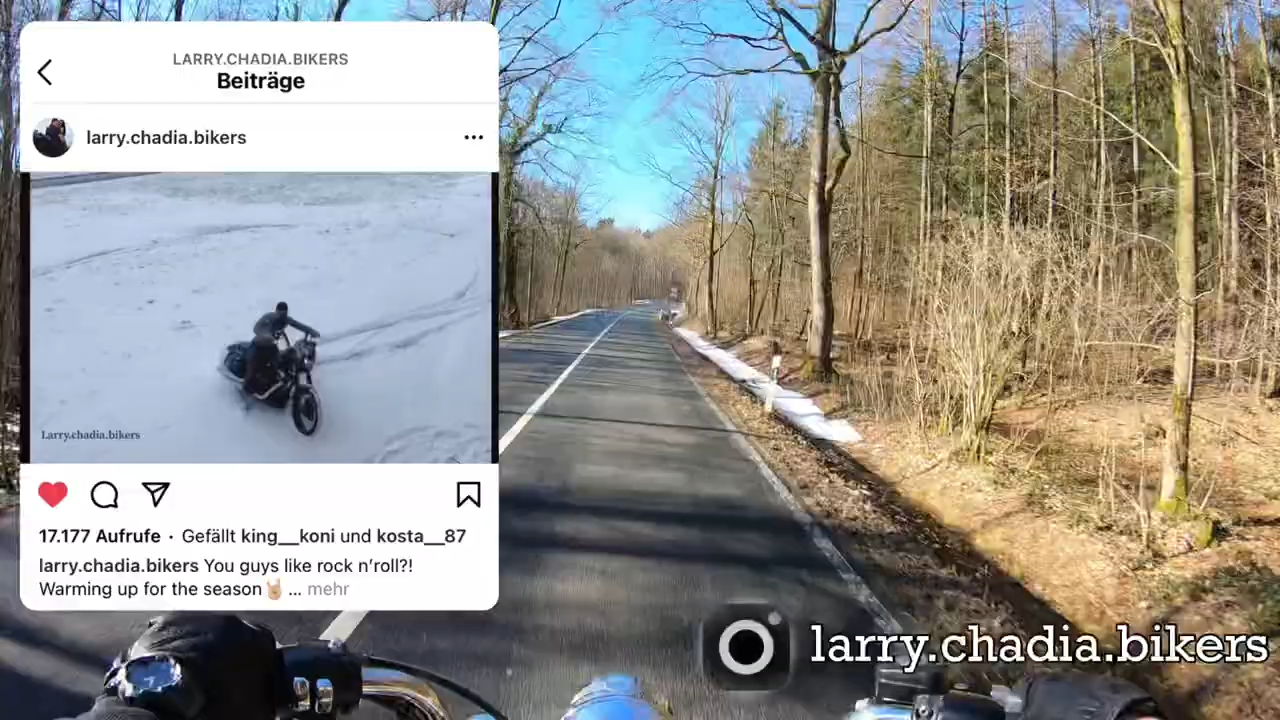 LARRY.CHADIA.BIKERS
Beiträge
larry.chadia.bikers
Larry.chadia.bikers
17.177 Aufrufe · Gefällt king__koni und kosta__87
larry.chadia.bikers You guys like rock n’roll?!
Warming up for the season🤘🏼 ... mehr
larry.chadia.bikers